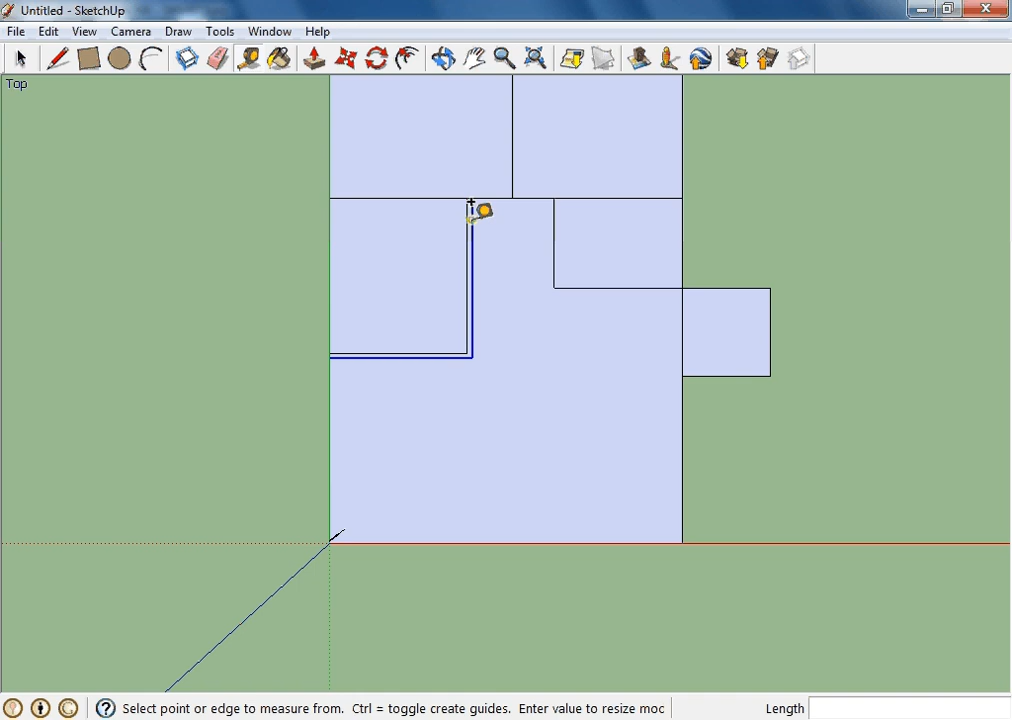 Untitled - SketchUp
File Edit View Camera Draw Tools Window Help
Top
Select point or edge to measure from. Ctrl = toggle create guides. Enter value to resize moc
Length